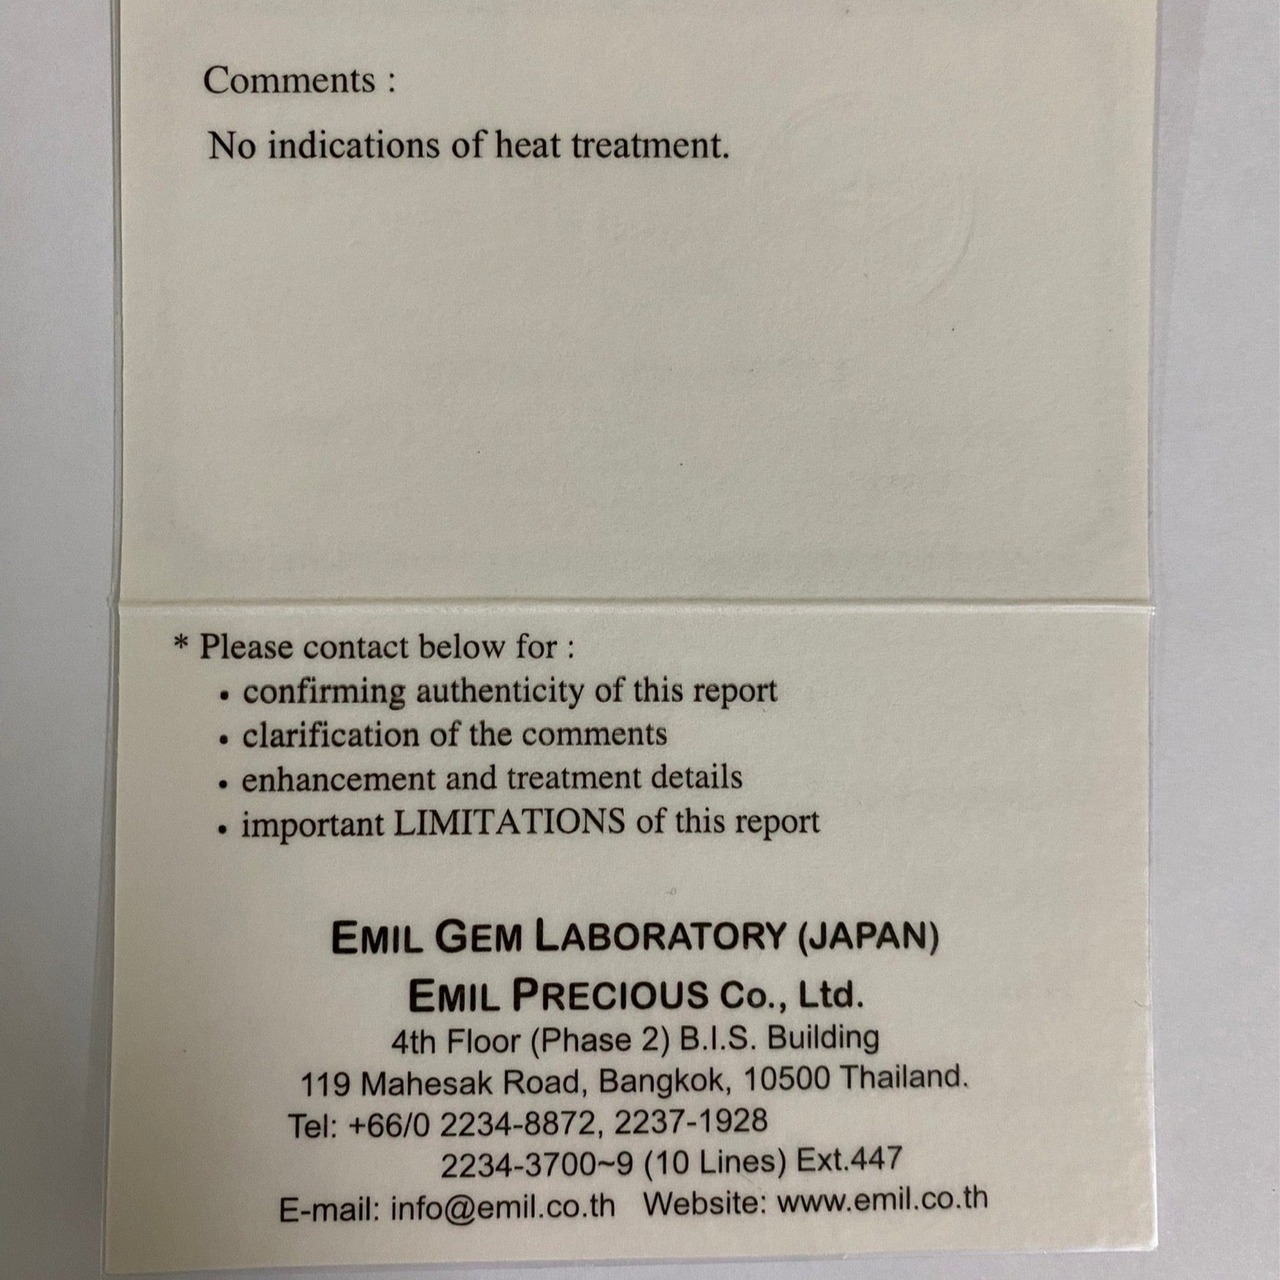 Comments :
No indications of heat treatment.
* Please contact below for :
• confirming authenticity of this report
• clarification of the comments
• enhancement and treatment details
• important LIMITATIONS of this report
EMIL GEM LABORATORY (JAPAN)
EMIL PRECIOUS Co., Ltd.
4th Floor (Phase 2) B.I.S. Building
119 Mahesak Road, Bangkok, 10500 Thailand.
Tel: +66/0 2234-8872, 2237-1928
2234-3700~9 (10 Lines) Ext.447
E-mail: info@emil.co.th Website: www.emil.co.th